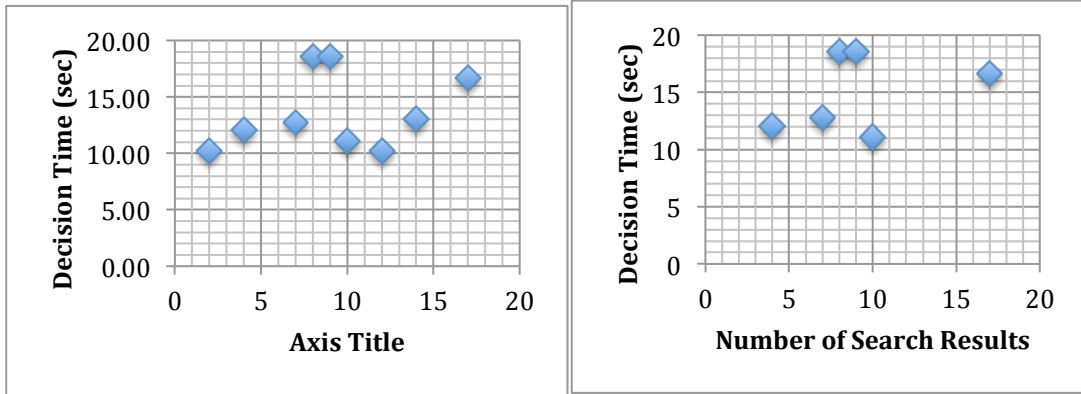 Decision Time (sec)
20.00
15.00
10.00
5.00
0.00
0 5 10 15 20
Axis Title
Decision Time (sec)
20
15
10
5
0
0 5 10 15 20
Number of Search Results